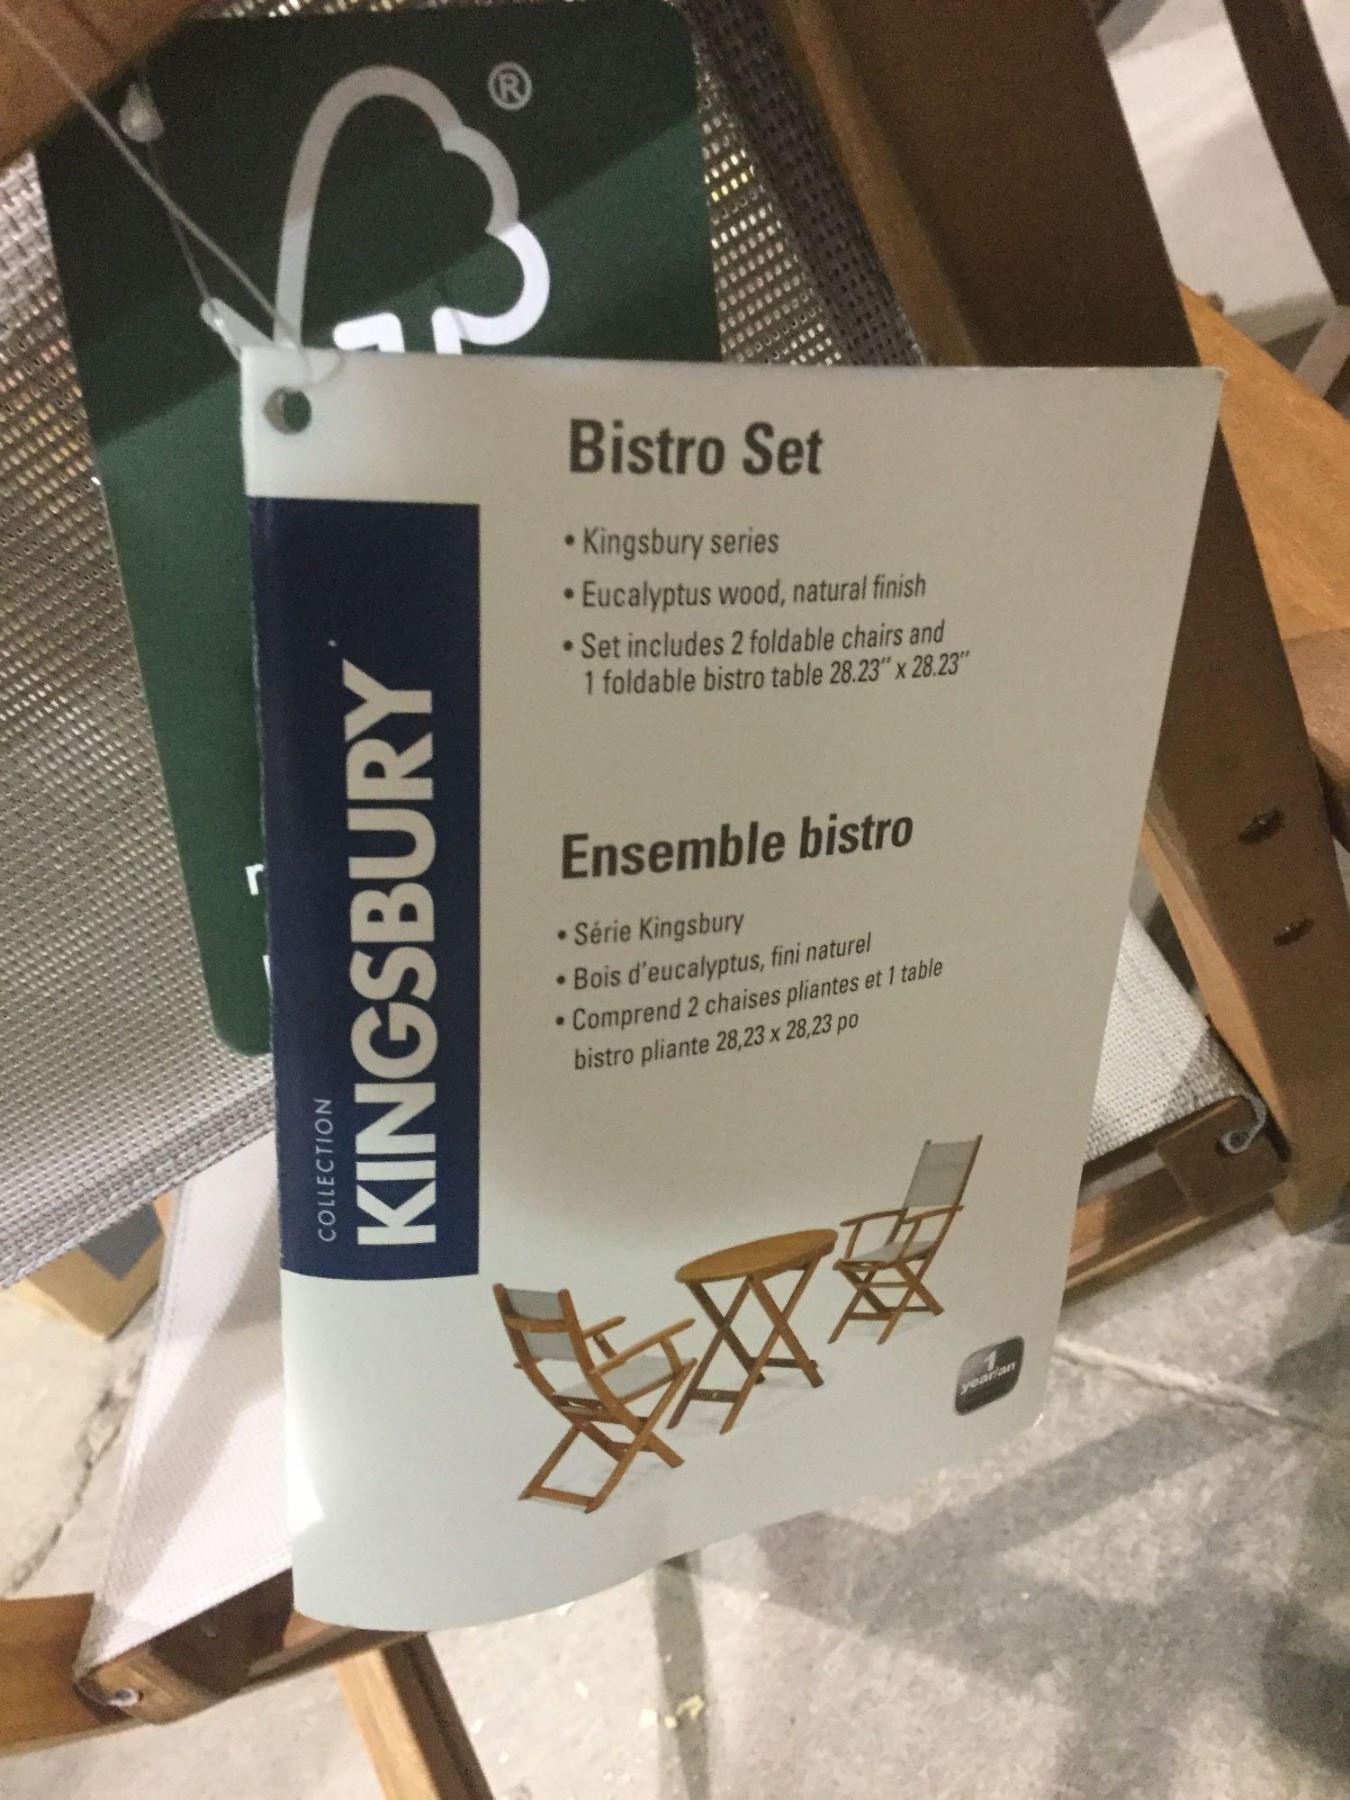 ®
Bistro Set
• Kingsbury series
• Eucalyptus wood, natural finish
• Set includes 2 foldable chairs and
1 foldable bistro table 28.23" x 28.23"
Ensemble bistro
• Série Kingsbury
• Bois d'eucalyptus, fini naturel
• Comprend 2 chaises pliantes et 1 table
bistro pliante 28,23 x 28,23 po
COLLECTION
KINGSBURY
1
year/an